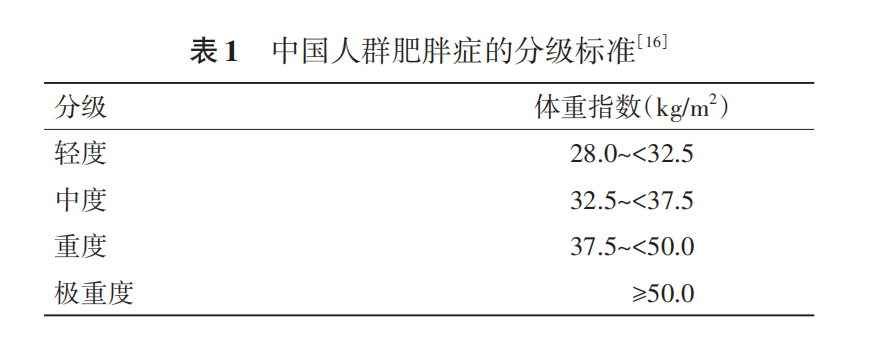 表1 中国人群肥胖症的分级标准[16]
分级 体重指数(kg/m²)
轻度 28.0~<32.5
中度 32.5~<37.5
重度 37.5~<50.0
极重度 ≥50.0